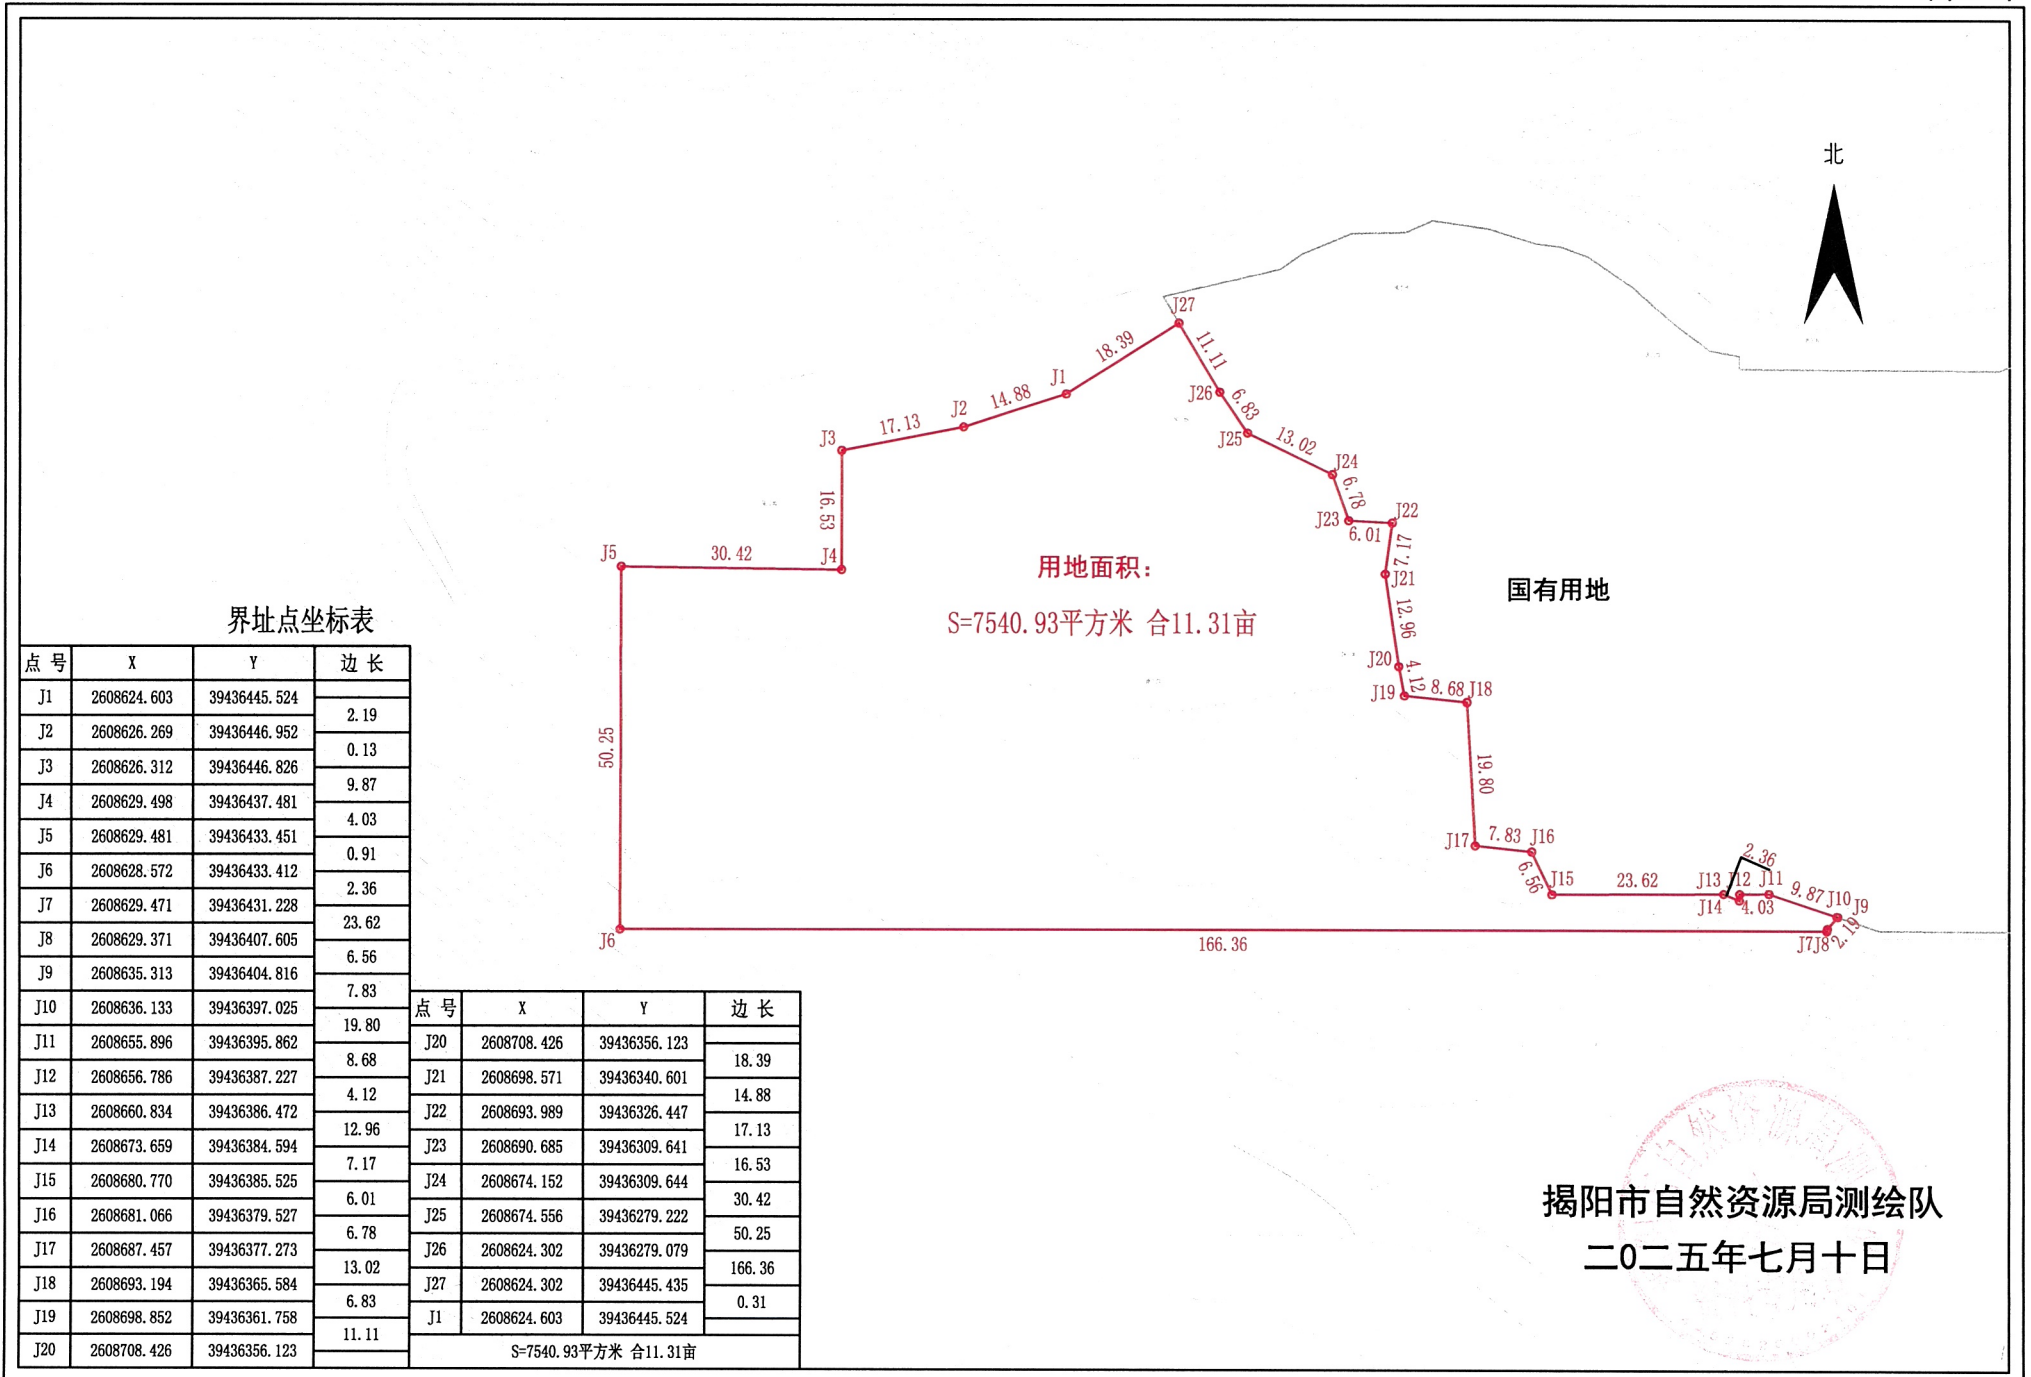 北
J27
18.39
11.11
J1
J26
6.83
14.88
J2
17.13
J25
13.02
J3
J24
6.78
16.53
J23
J22
6.01
7.17
J5
30.42
J4
用地面积:
J21
国有用地
12.96
S=7540.93平方米 合11.31亩
J20
4.12
J19
8.68
J18
50.25
19.80
J17
7.83
J16
2.36
6.56
J15
23.62
J13
J12
J11
9.87
J10
J9
J14
4.03
J6
166.36
J7
J8
2.19
界址点坐标表
点号 X Y 边长
J1 2608624.603 39436445.524
2.19
J2 2608626.269 39436446.952
0.13
J3 2608626.312 39436446.826
9.87
J4 2608629.498 39436437.481
4.03
J5 2608629.481 39436433.451
0.91
J6 2608628.572 39436433.412
2.36
J7 2608629.471 39436431.228
23.62
J8 2608629.371 39436407.605
6.56
J9 2608635.313 39436404.816
7.83
J10 2608636.133 39436397.025
19.80
J11 2608655.896 39436395.862
8.68
J12 2608656.786 39436387.227
4.12
J13 2608660.834 39436386.472
12.96
J14 2608673.659 39436384.594
7.17
J15 2608680.770 39436385.525
6.01
J16 2608681.066 39436379.527
6.78
J17 2608687.457 39436377.273
13.02
J18 2608693.194 39436365.584
6.83
J19 2608698.852 39436361.758
11.11
J20 2608708.426 39436356.123
点号 X Y 边长
J20 2608708.426 39436356.123
18.39
J21 2608698.571 39436340.601
14.88
J22 2608693.989 39436326.447
17.13
J23 2608690.685 39436309.641
16.53
J24 2608674.152 39436309.644
30.42
J25 2608674.556 39436279.222
50.25
J26 2608624.302 39436279.079
166.36
J27 2608624.302 39436445.435
0.31
J1 2608624.603 39436445.524
S=7540.93平方米 合11.31亩
揭阳市自然资源局测绘队
二0二五年七月十日